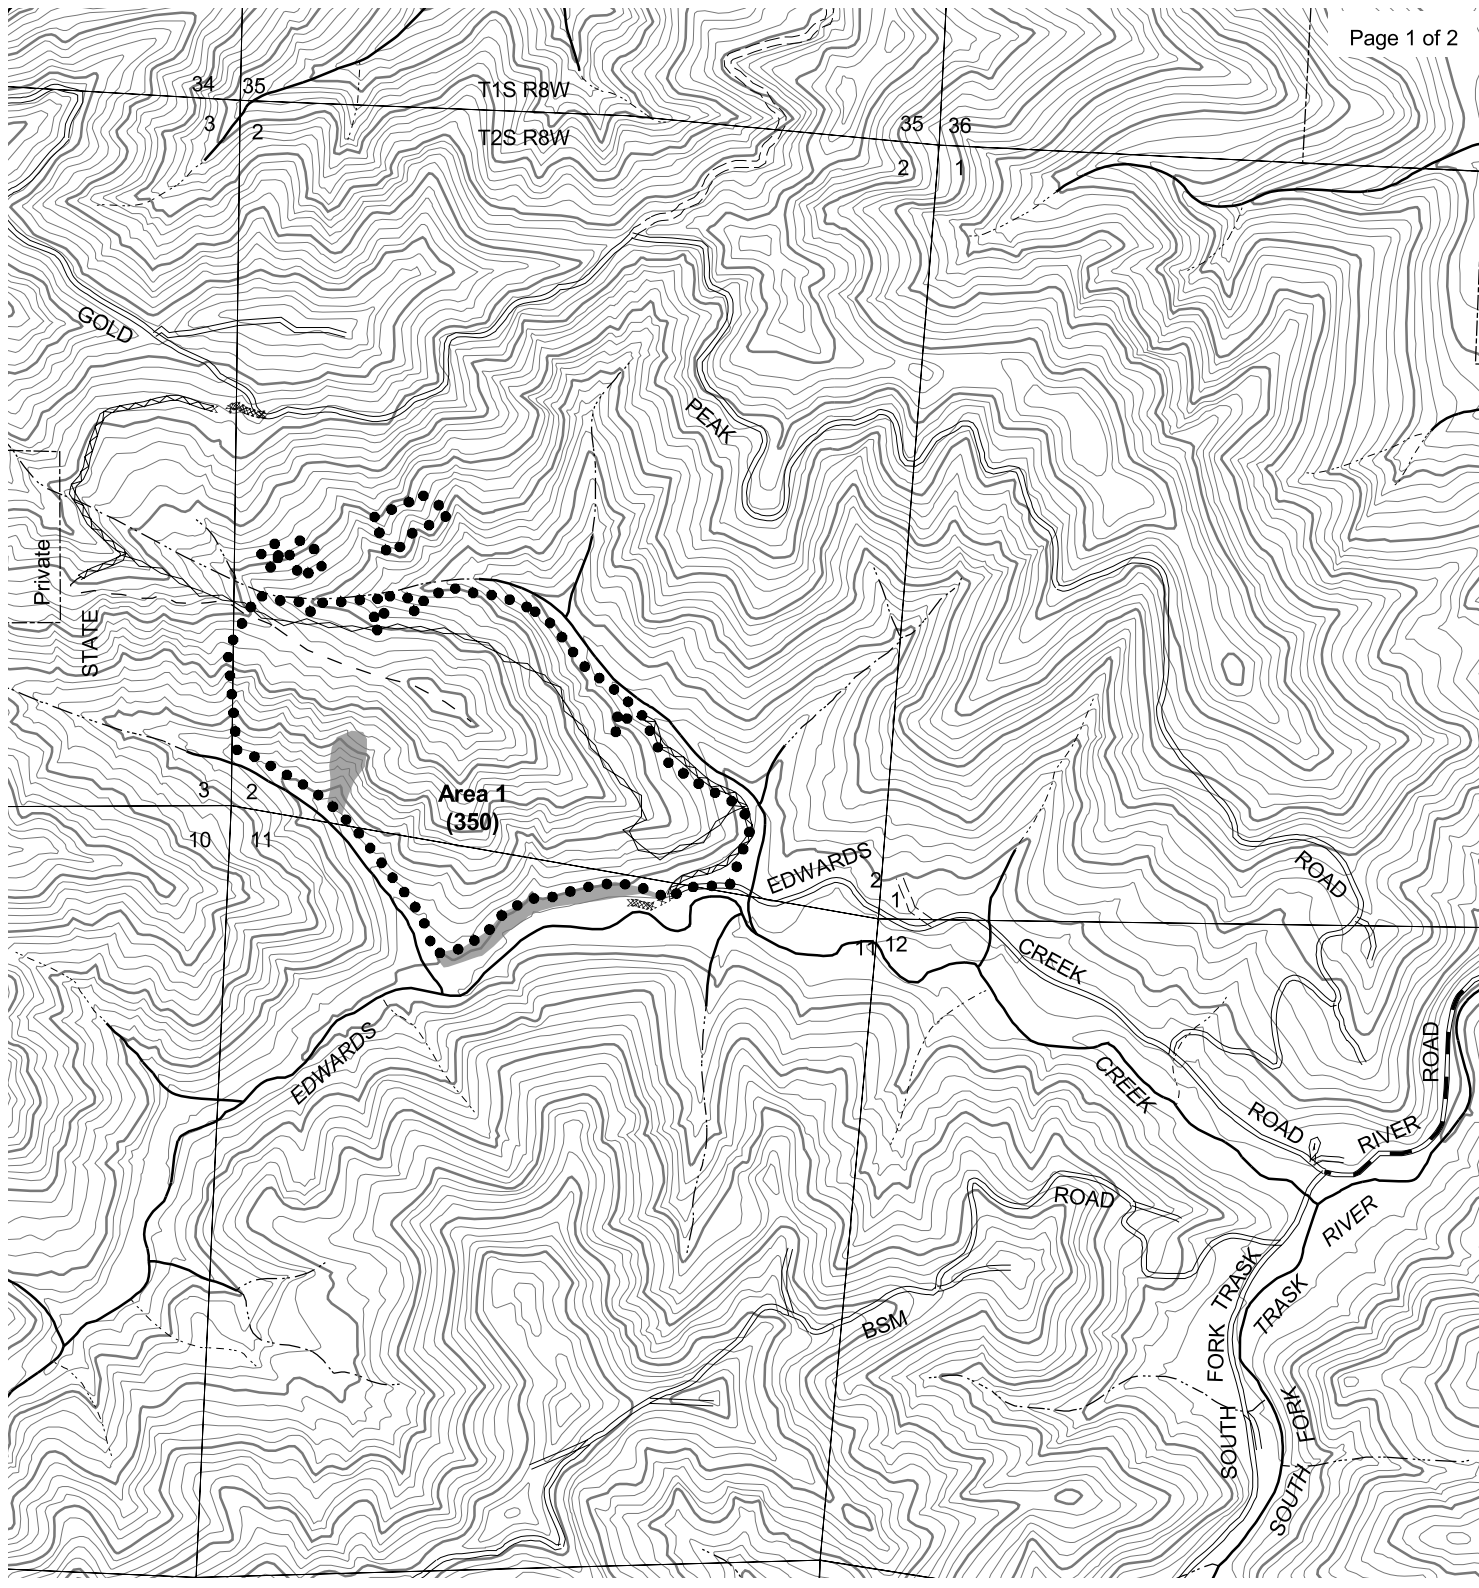 Page 1 of 2
34
35
T1S R8W
3
2
T2S R8W
35
36
2
1
GOLD
PEAK
Private
STATE
3
2
Area 1
(350)
10
11
EDWARDS
2
1
ROAD
11
12
CREEK
EDWARDS
CREEK
ROAD
ROAD
RIVER
ROAD
RIVER
TRASK
TRASK
BSM
FORK
FORK
SOUTH
SOUTH